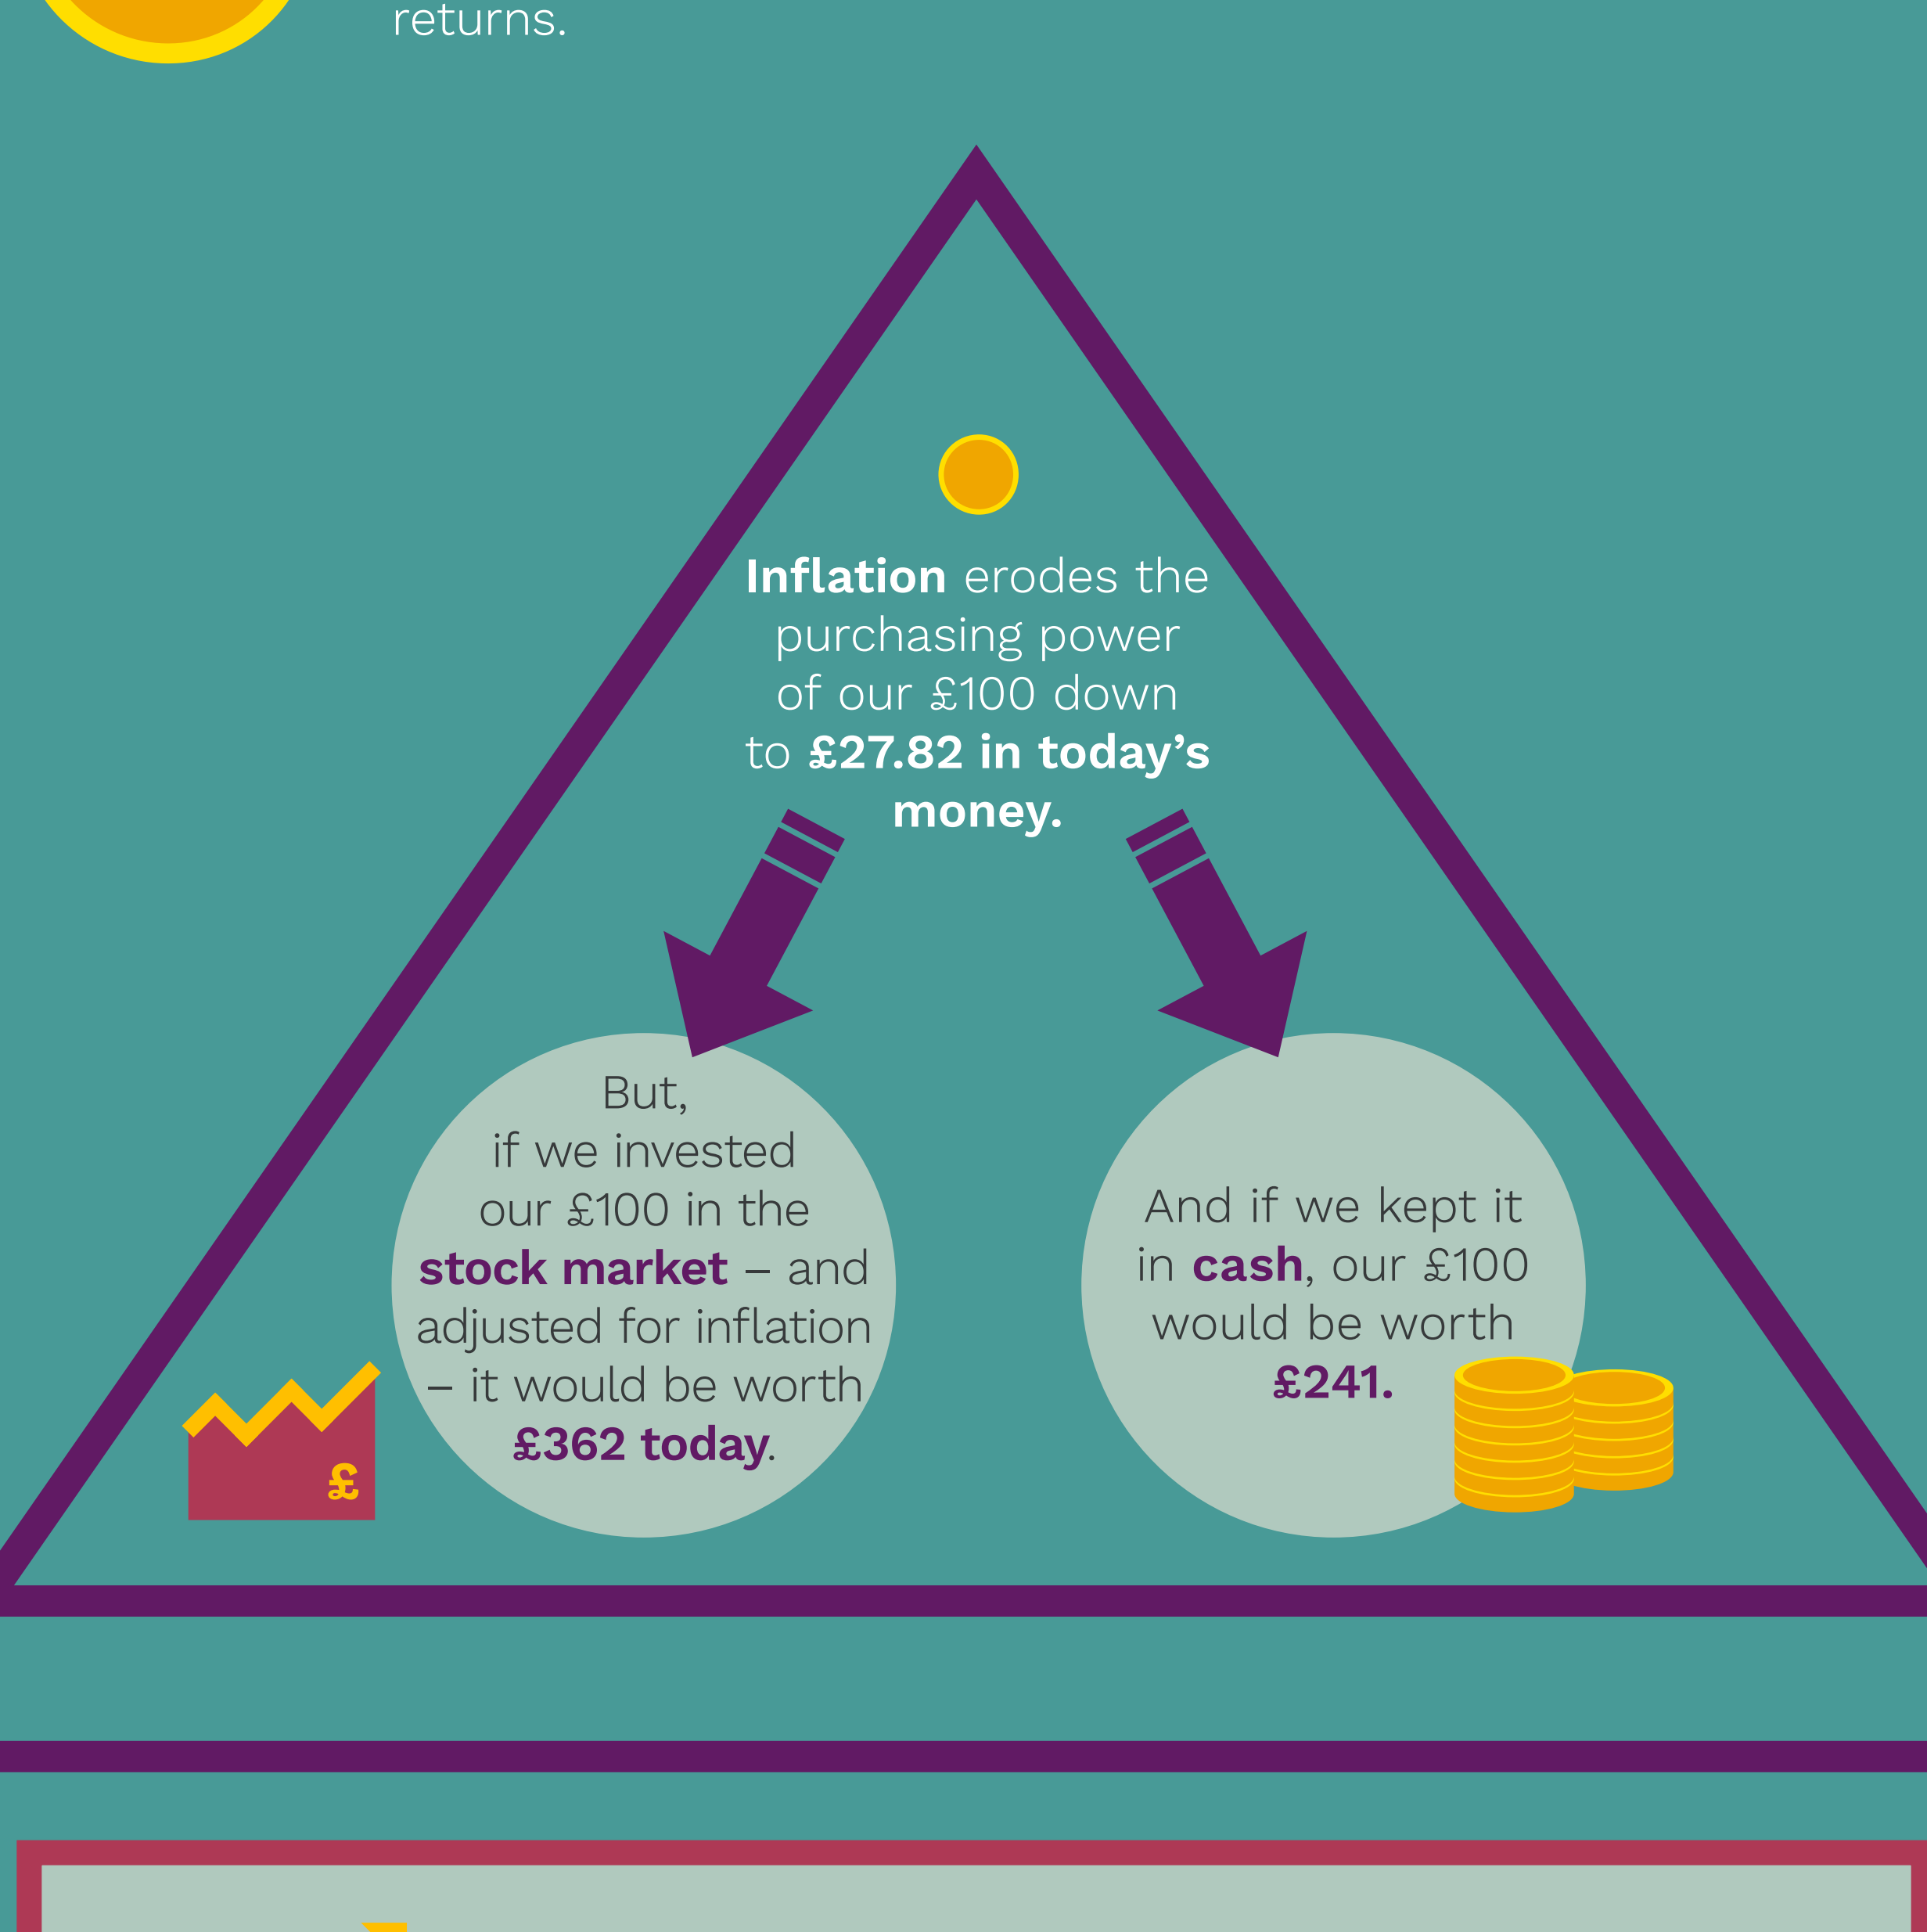 returns.
Inflation erodes the
purchasing power
of our £100 down
to £27.82 in today’s
money.
But,
if we invested
our £100 in the
stock market – and
adjusted for inflation
– it would be worth
£362 today.
And if we kept it
in cash, our £100
would be worth
£241.
£